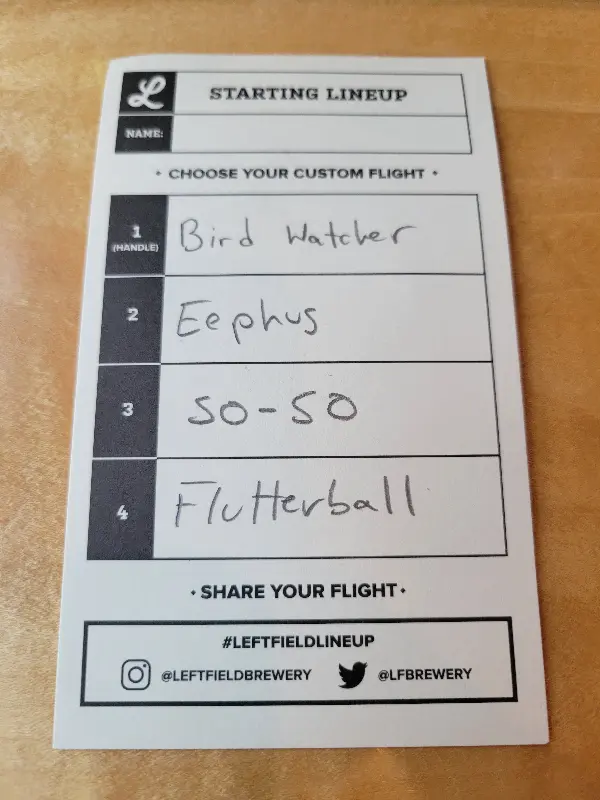 L
STARTING LINEUP
NAME:
• CHOOSE YOUR CUSTOM FLIGHT •
1
(HANDLE)
Bird Watcher
2
Eephus
3
SO-SO
4
Flutterball
• SHARE YOUR FLIGHT •
#LEFTFIELDLINEUP
@LEFTFIELDBREWERY @LFBREWERY